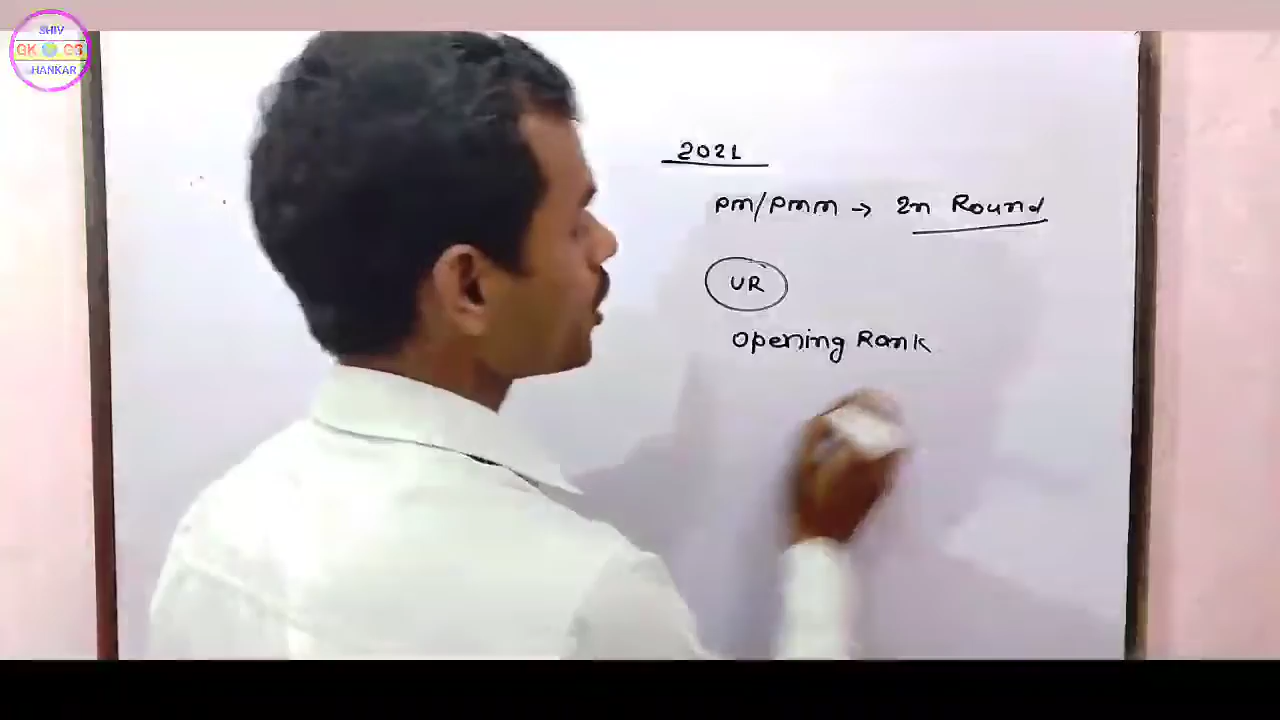 SHIV
GK GS
HANKAR
2021
PM/PMM → 2n Round
UR
Opening Rank